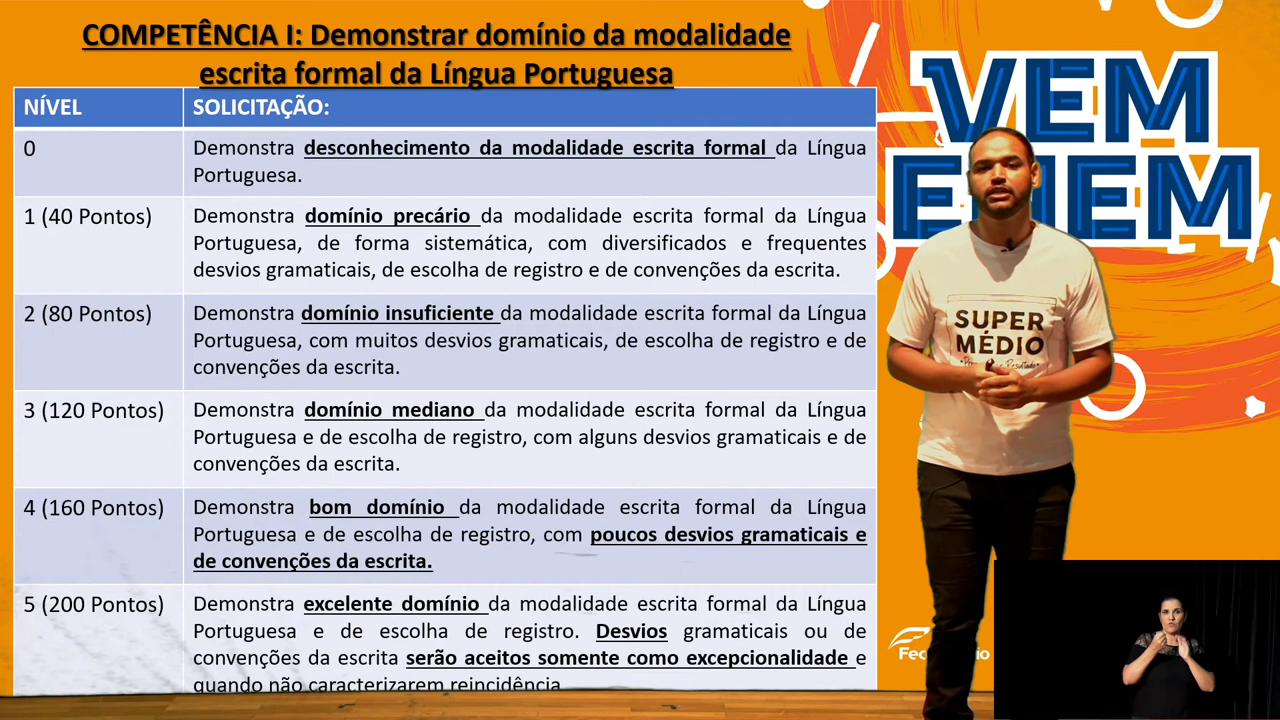 COMPETÊNCIA I: Demonstrar domínio da modalidade
escrita formal da Língua Portuguesa
NÍVEL
SOLICITAÇÃO:
0
Demonstra desconhecimento da modalidade escrita formal da Língua
Portuguesa.
1 (40 Pontos)
Demonstra domínio precário da modalidade escrita formal da Língua
Portuguesa, de forma sistemática, com diversificados e frequentes
desvios gramaticais, de escolha de registro e de convenções da escrita.
2 (80 Pontos)
Demonstra domínio insuficiente da modalidade escrita formal da Língua
Portuguesa, com muitos desvios gramaticais, de escolha de registro e de
convenções da escrita.
3 (120 Pontos)
Demonstra domínio mediano da modalidade escrita formal da Língua
Portuguesa e de escolha de registro, com alguns desvios gramaticais e de
convenções da escrita.
4 (160 Pontos)
Demonstra bom domínio da modalidade escrita formal da Língua
Portuguesa e de escolha de registro, com poucos desvios gramaticais e
de convenções da escrita.
5 (200 Pontos)
Demonstra excelente domínio da modalidade escrita formal da Língua
Portuguesa e de escolha de registro. Desvios gramaticais ou de
convenções da escrita serão aceitos somente como excepcionalidade e
quando não caracterizarem reincidência
VEM
ENEM
SUPER
MÉDIO